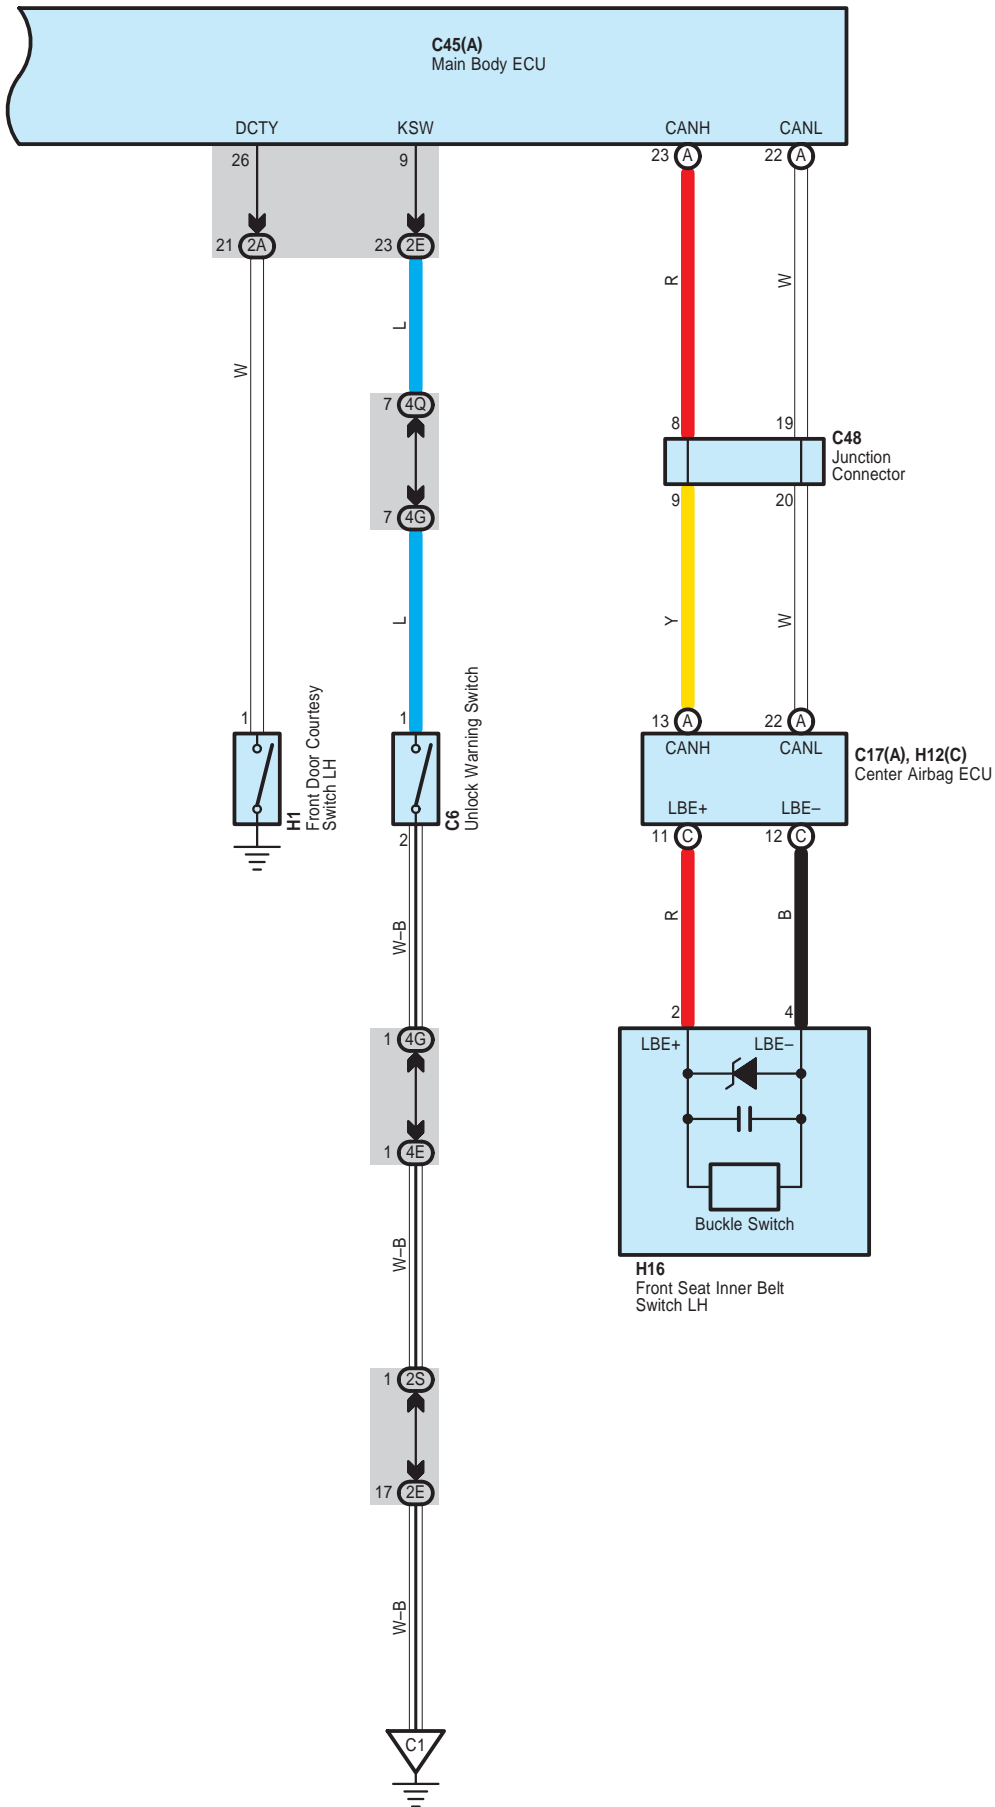 C45(A)
Main Body ECU
DCTY
KSW
CANH
CANL
26
9
23 A
22 A
21 2A
23 2E
R
W
L
W
7 4Q
8
19
C48
Junction
Connector
9
20
7 4G
L
Y
W
1
1
H1
Front Door Courtesy
Switch LH
C6
Unlock Warning Switch
13 A
22 A
CANH
CANL
C17(A), H12(C)
Center Airbag ECU
LBE+
LBE–
2
11 C
12 C
W–B
R
B
2
4
1 4G
LBE+
LBE–
1 4E
Buckle Switch
W–B
H16
Front Seat Inner Belt
Switch LH
1 2S
17 2E
W–B
C1